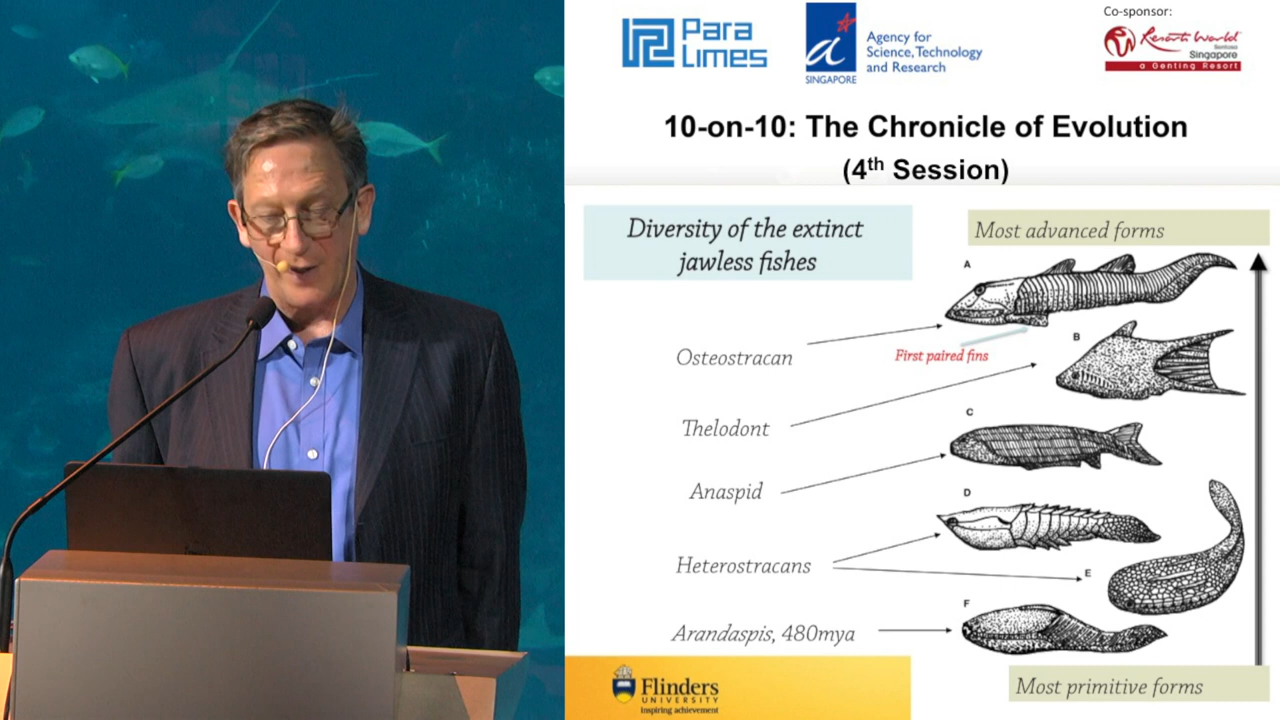 Para
Limes
SINGAPORE
Agency for
Science, Technology
and Research
Co-sponsor:
Resorts World
Sentosa
Singapore
a Genting Resort
10-on-10: The Chronicle of Evolution
(4th Session)
Diversity of the extinct
jawless fishes
Most advanced forms
A
Osteostracan
First paired fins
B
Thelodont
C
Anaspid
D
Heterostracans
E
F
Arandaspis, 480mya
Most primitive forms
Flinders
UNIVERSITY
inspiring achievement